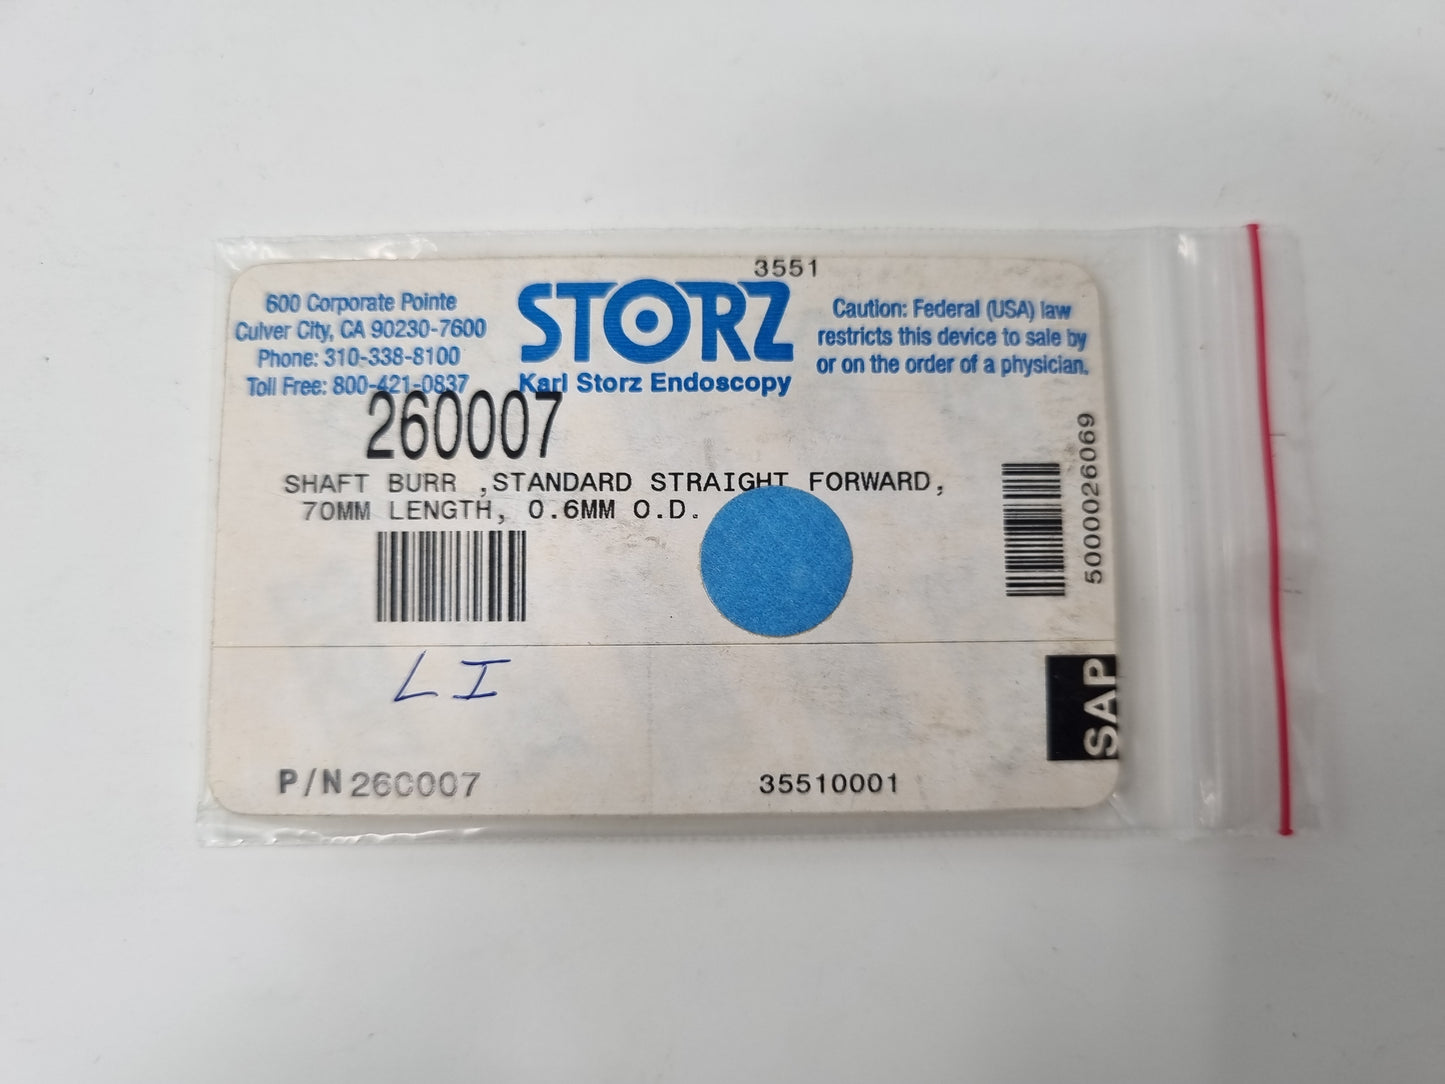 3551
600 Corporate Pointe
Culver City, CA 90230-7600
Phone: 310-338-8100
Toll Free: 800-421-0837
STORZ
Karl Storz Endoscopy
Caution: Federal (USA) law
restricts this device to sale by
or on the order of a physician.
260007
SHAFT BURR ,STANDARD STRAIGHT FORWARD,
70MM LENGTH, 0.6MM O.D.
5000026069
L I
SAP
P/N 260007
35510001